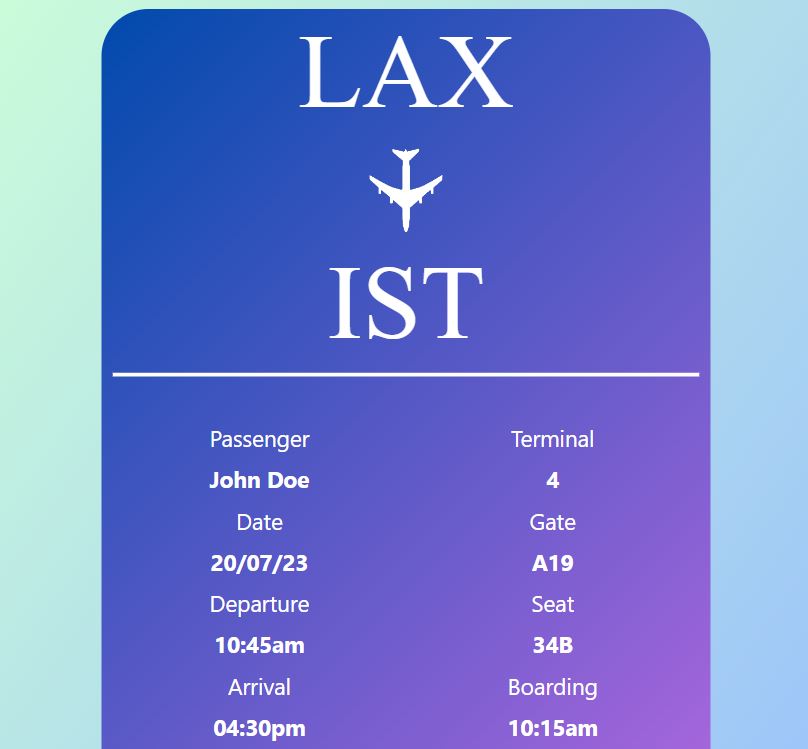 LAX
IST
Passenger Terminal
John Doe 4
Date Gate
20/07/23 A19
Departure Seat
10:45am 34B
Arrival Boarding
04:30pm 10:15am